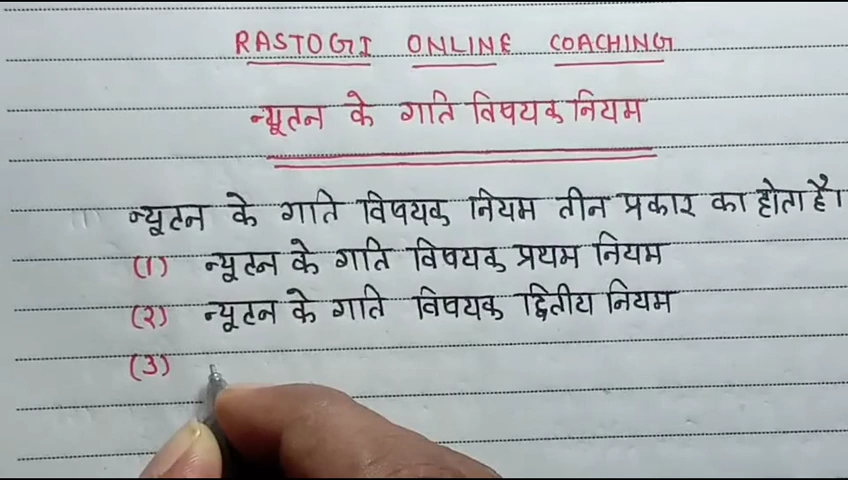 RASTOGI ONLINE COACHING
न्यूटन के गति विषयक नियम
न्यूटन के गति विषयक नियम तीन प्रकार का होता है।
(1) न्यूटन के गति विषयक प्रथम नियम
(२) न्यूटन के गति विषयक द्वितीय नियम
(3)